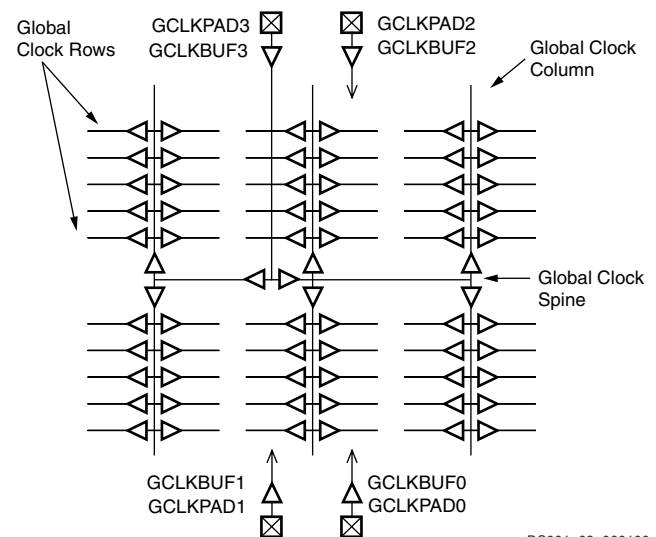 Global
Clock Rows
GCLKPAD3
GCLKBUF3
GCLKPAD2
GCLKBUF2
Global Clock
Column
Global Clock
Spine
GCLKBUF1
GCLKPAD1
GCLKBUF0
GCLKPAD0